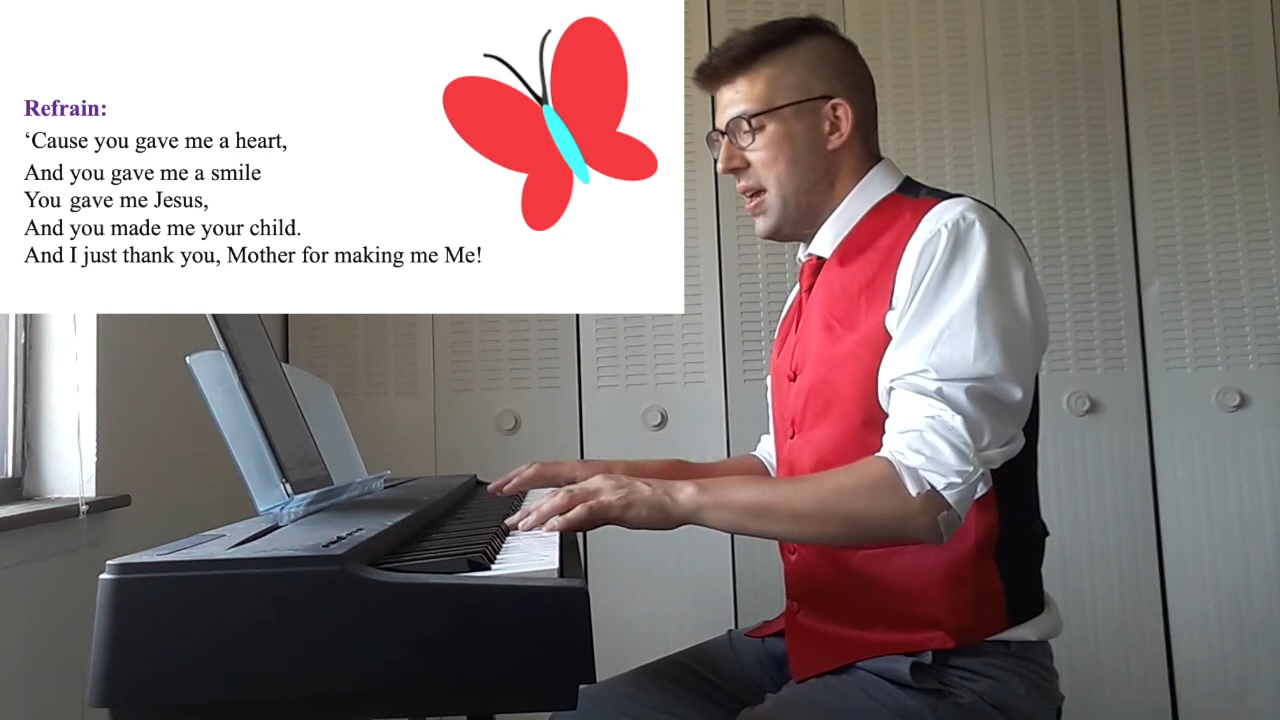 Refrain:
‘Cause you gave me a heart,
And you gave me a smile
You gave me Jesus,
And you made me your child.
And I just thank you, Mother for making me Me!